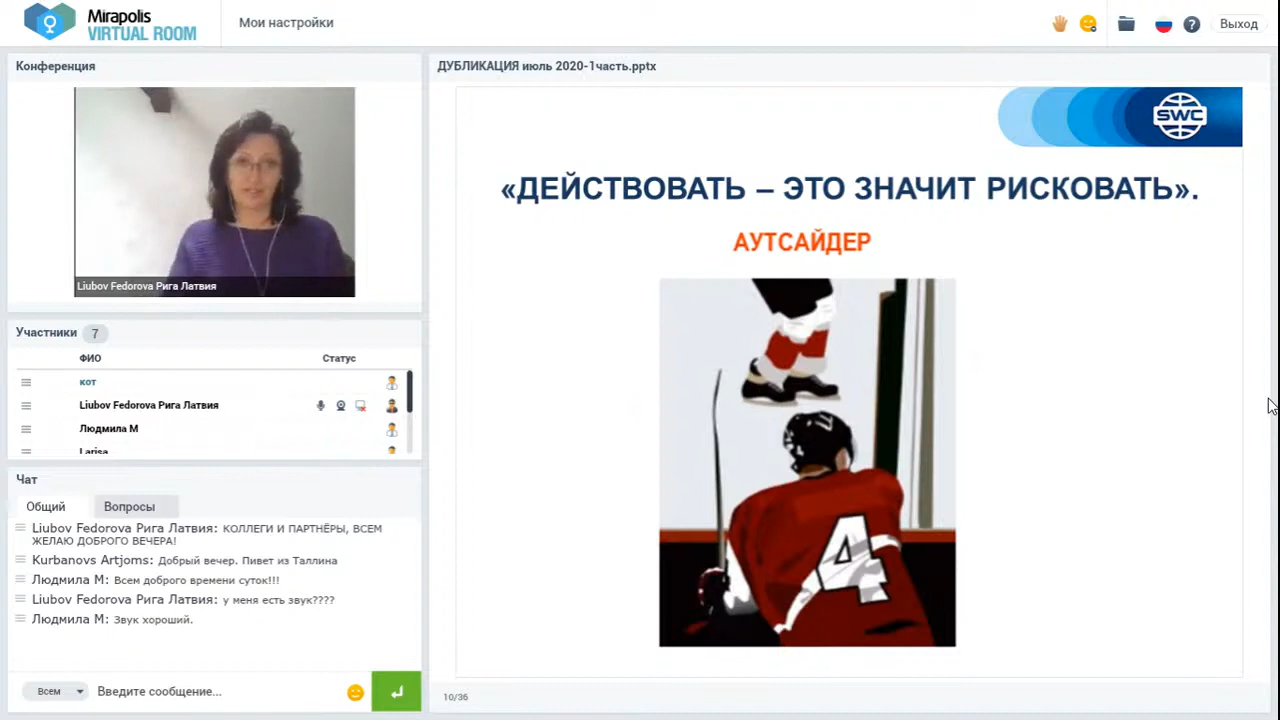 Mirapolis
VIRTUAL ROOM
Мои настройки
Выход
Конференция
Liubov Fedorova Рига Латвия
Участники 7
ФИО Статус
кот
Liubov Fedorova Рига Латвия
Людмила М
Larisa
Чат
Общий Вопросы
Liubov Fedorova Рига Латвия: КОЛЛЕГИ И ПАРТНЁРЫ, ВСЕМ
ЖЕЛАЮ ДОБРОГО ВЕЧЕРА!
Kurbanovs Artjoms: Добрый вечер. Пивет из Таллина
Людмила М: Всем доброго времени суток!!!
Liubov Fedorova Рига Латвия: у меня есть звук????
Людмила М: Звук хороший.
Всем Введите сообщение...
ДУБЛИКАЦИЯ июль 2020-1часть.pptx
SWC
«ДЕЙСТВОВАТЬ – ЭТО ЗНАЧИТ РИСКОВАТЬ».
АУТСАЙДЕР
4
10/36